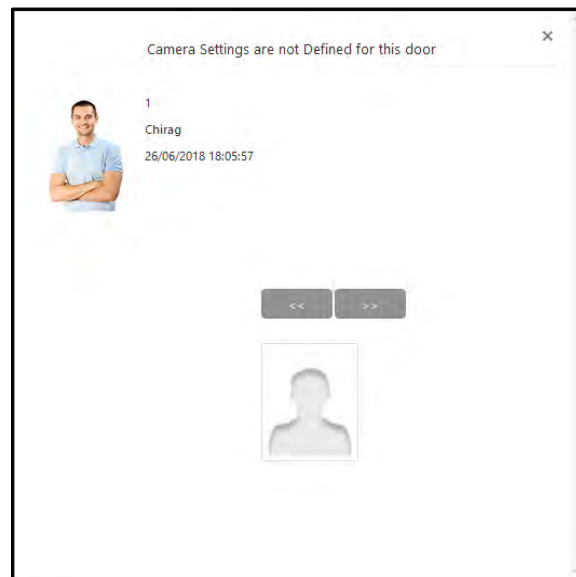 Camera Settings are not Defined for this door
×
1
Chirag
26/06/2018 18:05:57
<< >>